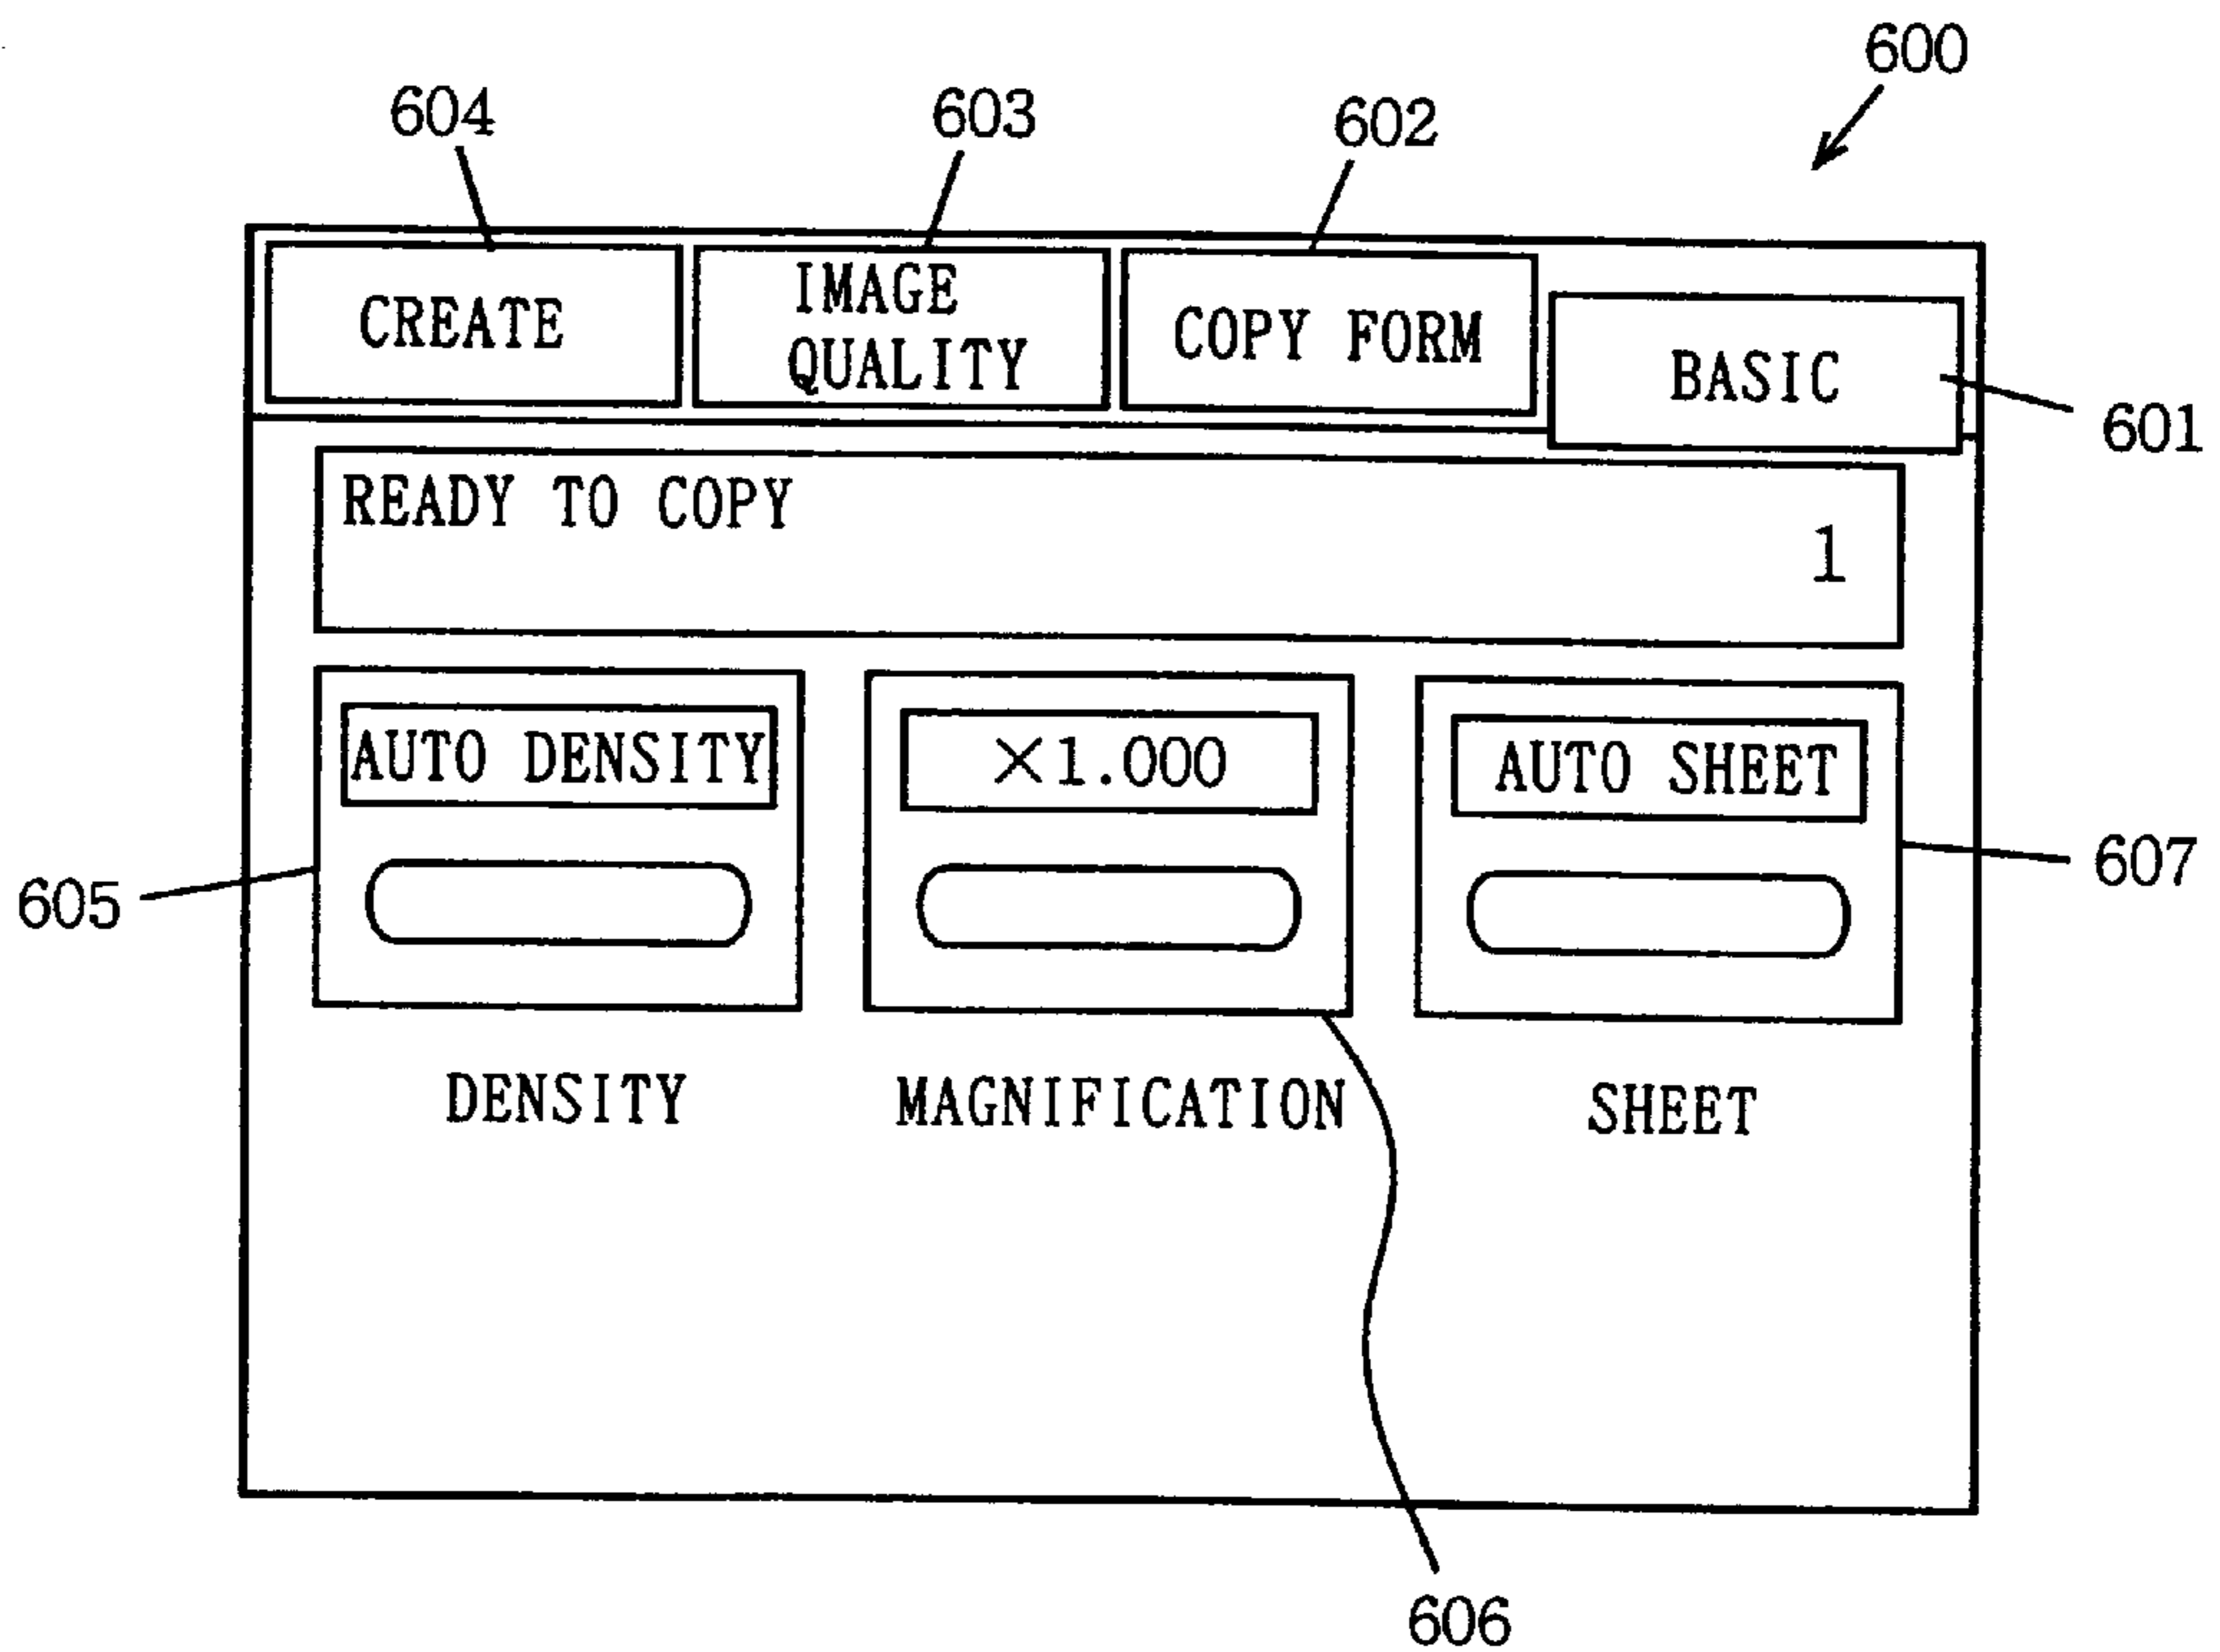 600
604
603
602
CREATE
IMAGE
QUALITY
COPY FORM
BASIC
601
READY TO COPY
1
AUTO DENSITY
×1.000
AUTO SHEET
605
607
DENSITY
MAGNIFICATION
SHEET
606